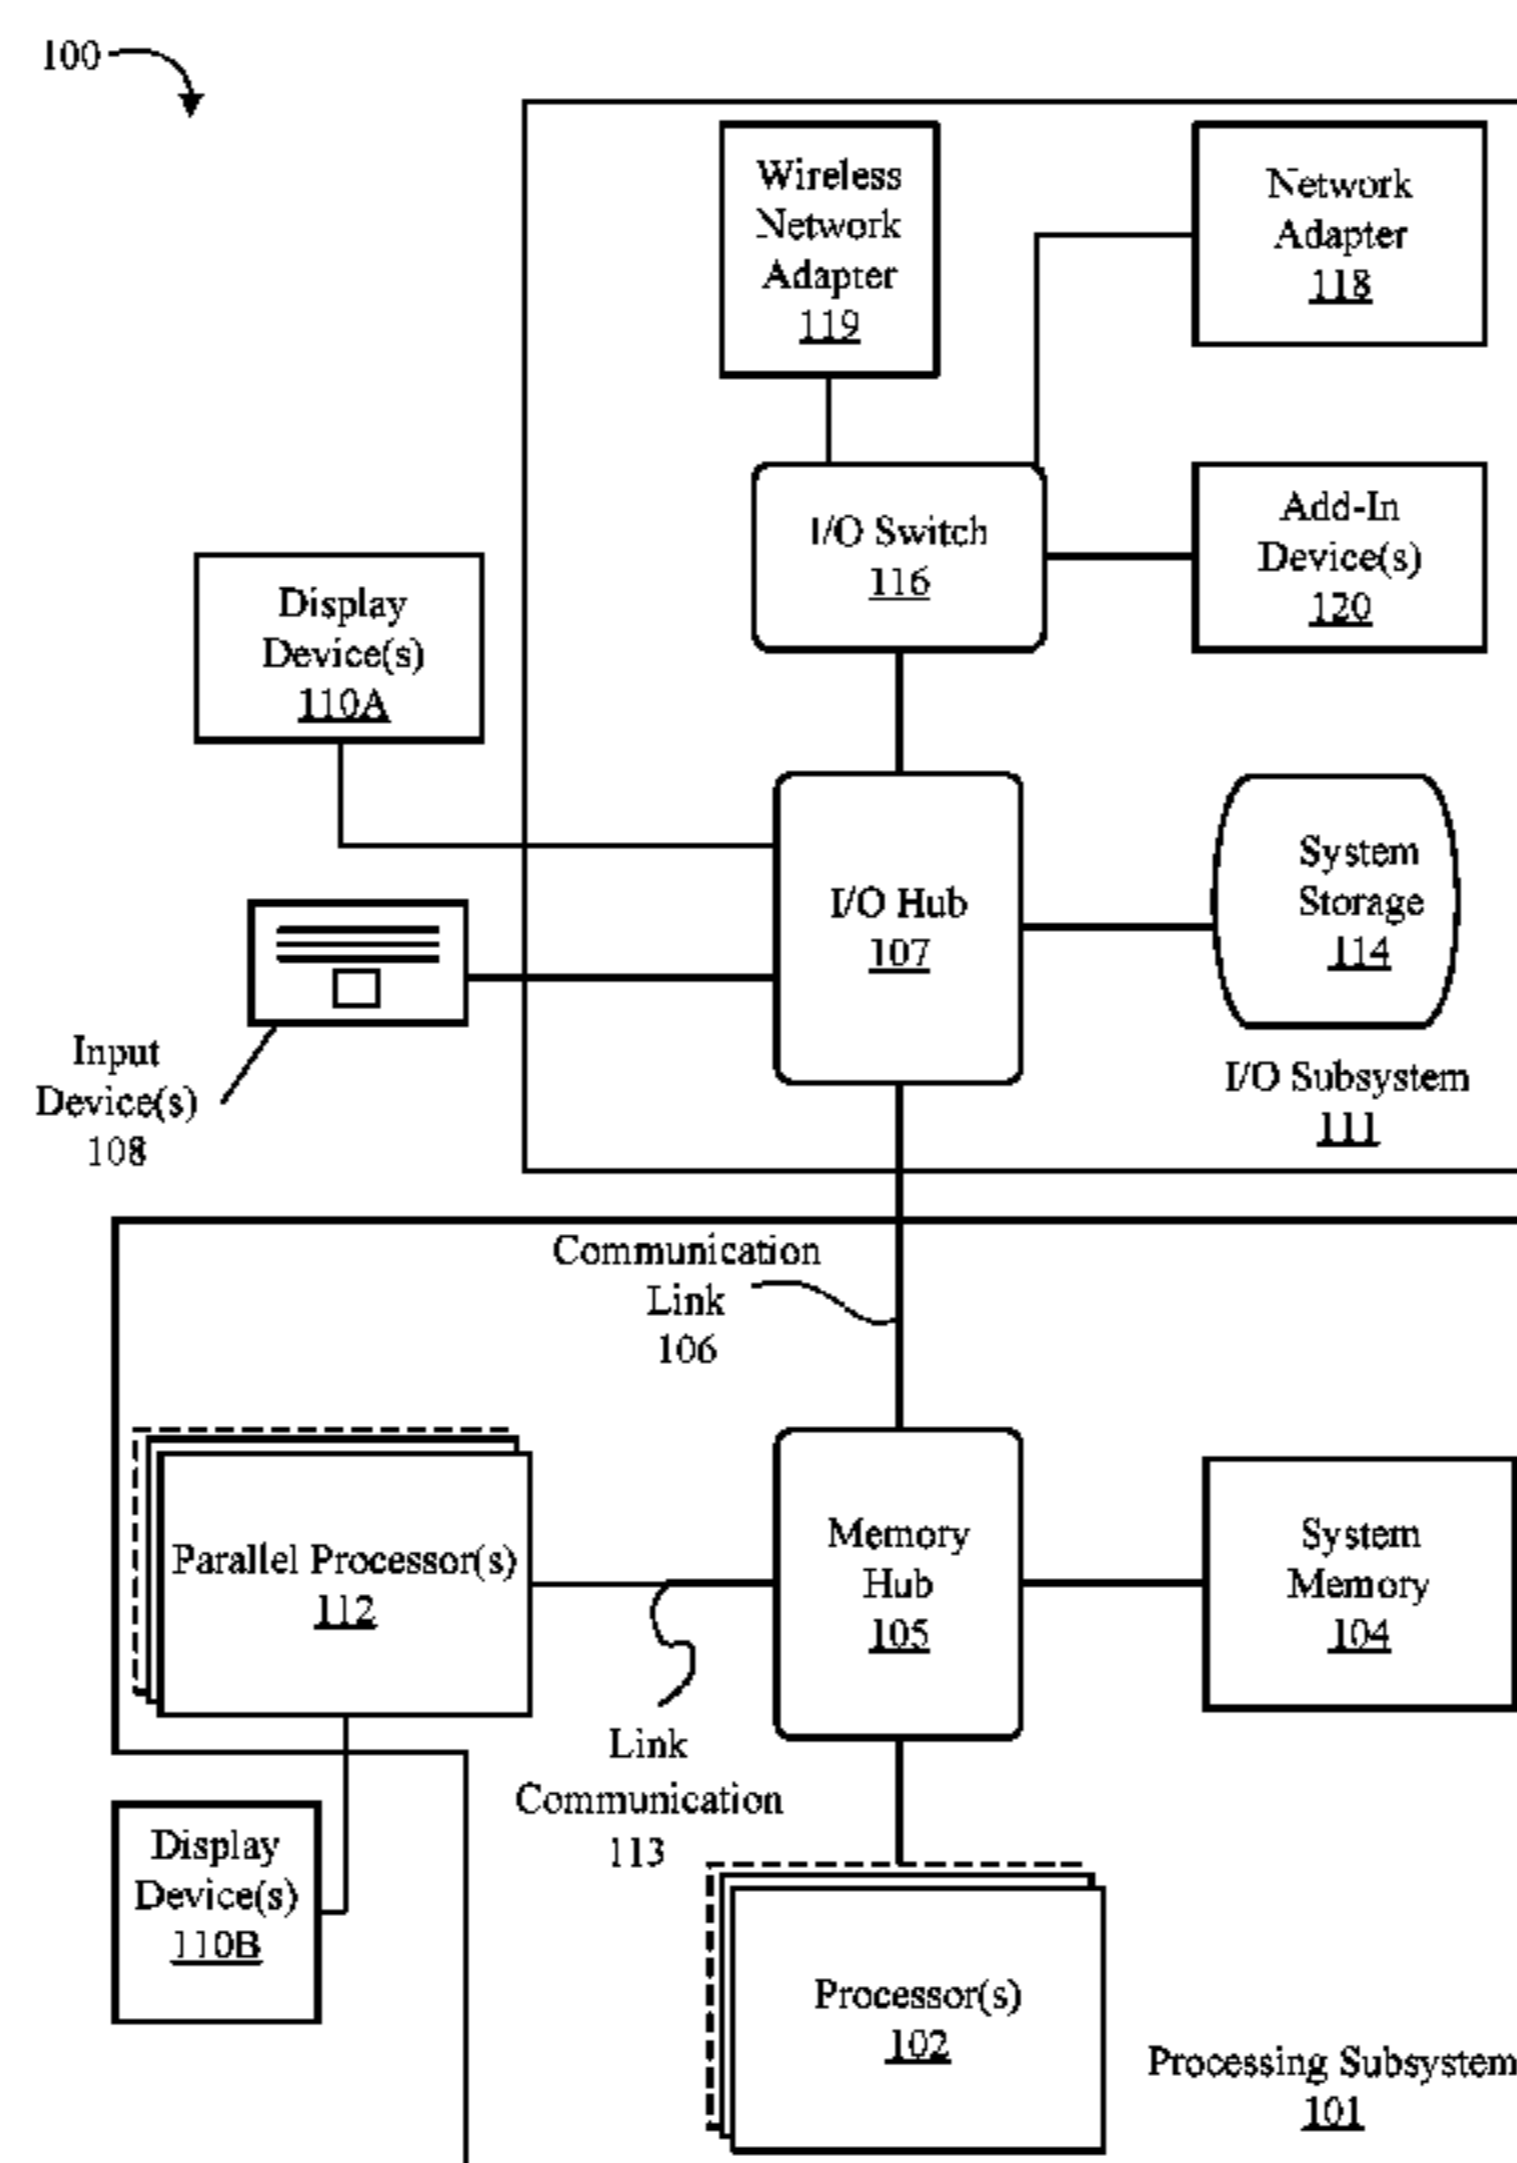 100
Wireless
Network
Adapter
119
Network
Adapter
118
I/O Switch
116
Add-In
Device(s)
120
Display
Device(s)
110A
I/O Hub
107
System
Storage
114
Input
Device(s)
108
I/O Subsystem
111
Communication
Link
106
Parallel Processor(s)
112
Memory
Hub
105
System
Memory
104
Link
Communication
113
Display
Device(s)
110B
Processor(s)
102
Processing Subsystem
101